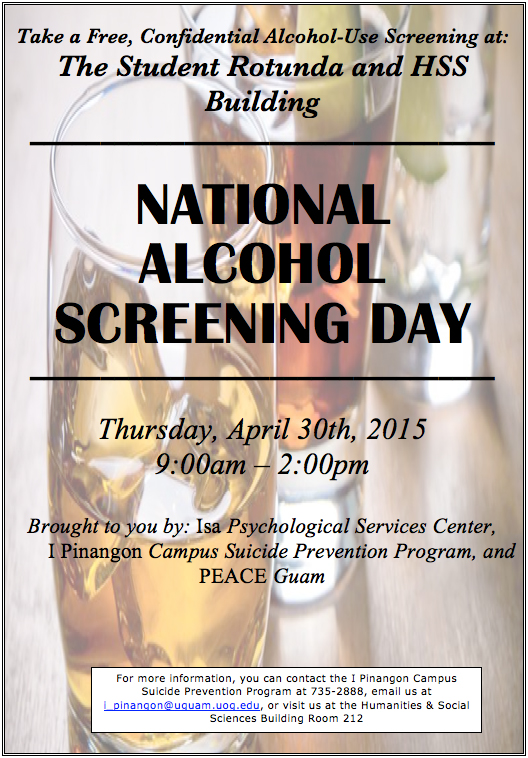 Take a Free, Confidential Alcohol-Use Screening at:
The Student Rotunda and HSS
Building
NATIONAL
ALCOHOL
SCREENING DAY
Thursday, April 30th, 2015
9:00am – 2:00pm
Brought to you by: Isa Psychological Services Center,
I Pinangon Campus Suicide Prevention Program, and
PEACE Guam
For more information, you can contact the I Pinangon Campus
Suicide Prevention Program at 735-2888, email us at
i_pinangon@uguam.uog.edu, or visit us at the Humanities & Social
Sciences Building Room 212